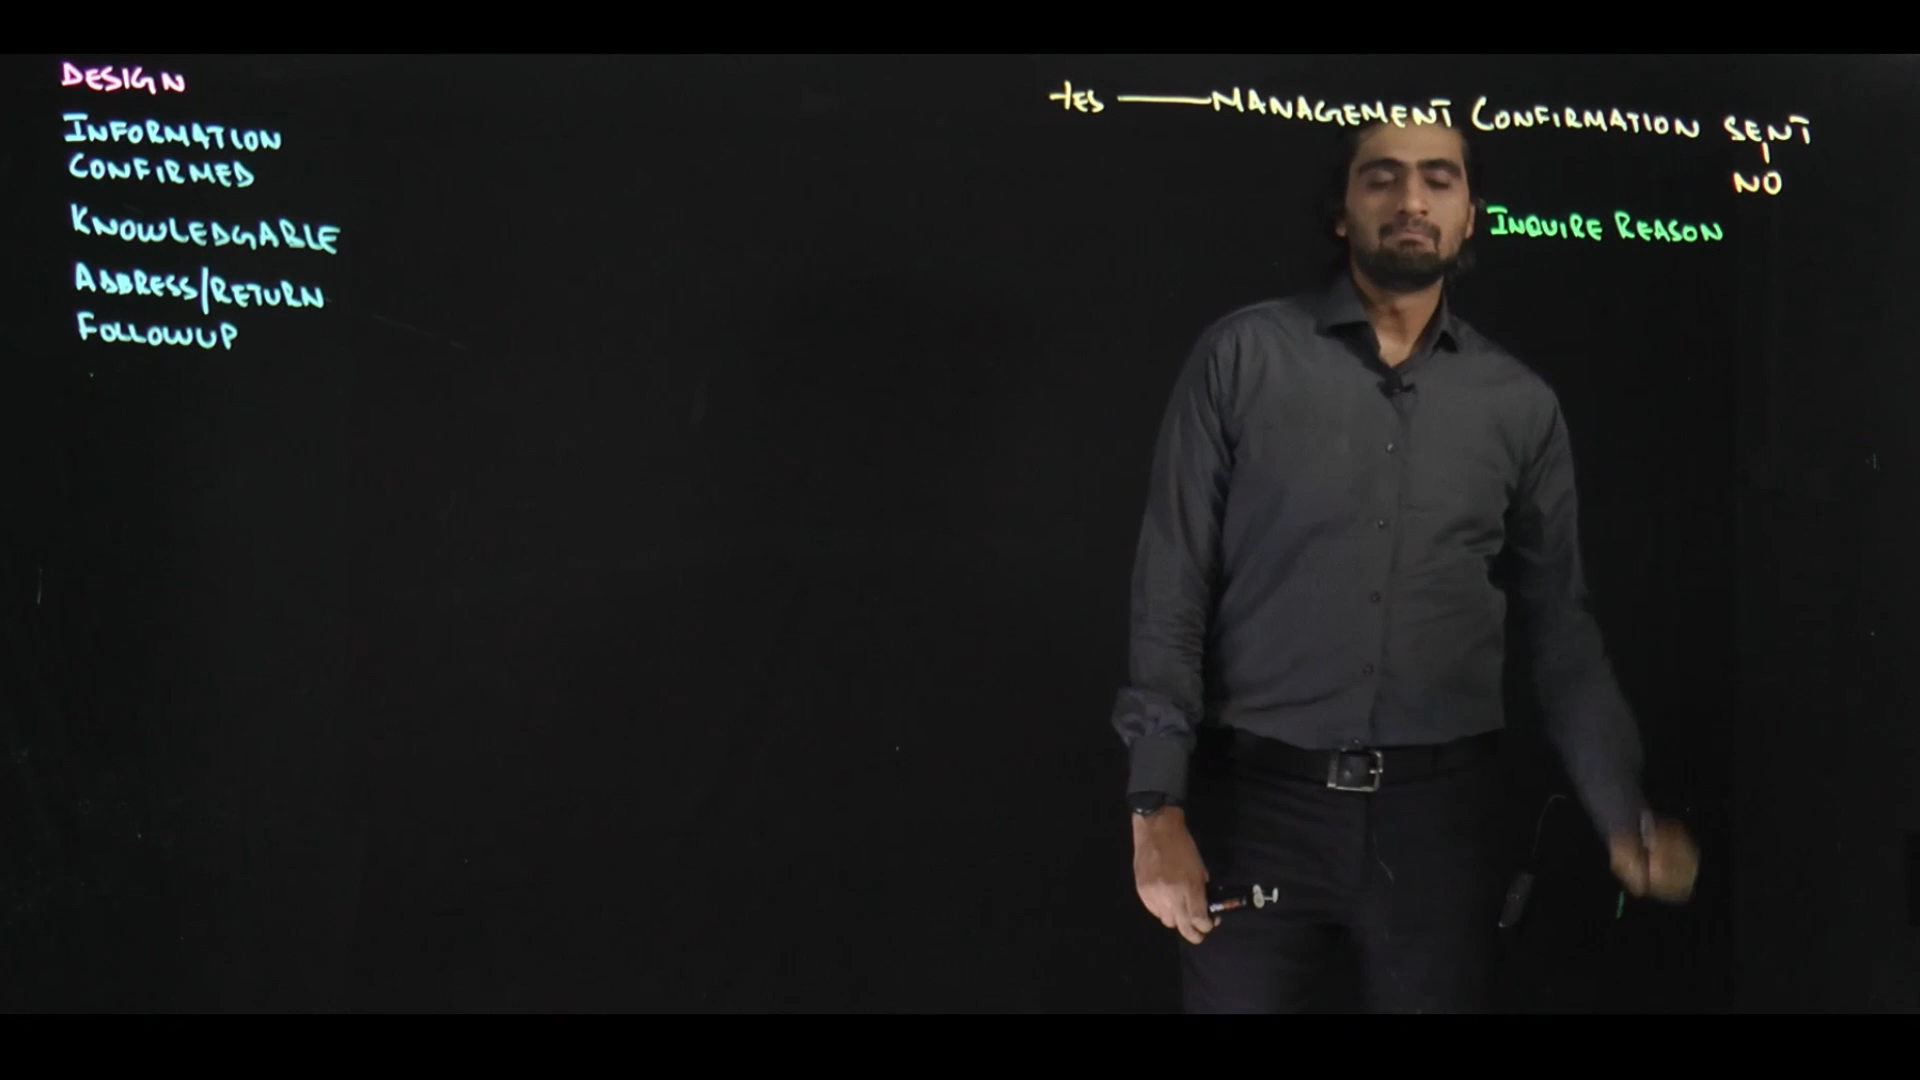 DESIGN
INFORMATION
CONFIRMED
KNOWLEDGABLE
ADDRESS/RETURN
FOLLOWUP
YES — MANAGEMENT CONFIRMATION SENT
NO
INQUIRE REASON